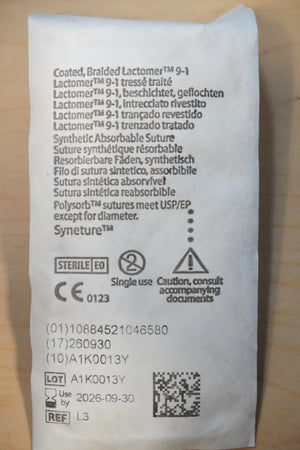 Coated, Braided Lactomer™ 9-1
Lactomer™ 9-1 tressé traité
Lactomer™ 9-1, beschichtet, geflochten
Lactomer™ 9-1, intrecciato rivestito
Lactomer™ 9-1 trançado revestido
Lactomer™ 9-1 trenzado tratado
Synthetic Absorbable Suture
Suture synthétique résorbable
Resorbierbare Fäden, synthetisch
Filo di sutura sintetico, assorbibile
Sutura sintética absorvível
Sutura sintética reabsorbible
Polysorb™ sutures meet USP/EP
except for diameter.
Syneture™
STERILE EO
2
Single use
Caution, consult
accompanying
documents
CE 0123
(01)10884521046580
(17)260930
(10)A1K0013Y
LOT A1K0013Y
Use by 2026-09-30
REF L3